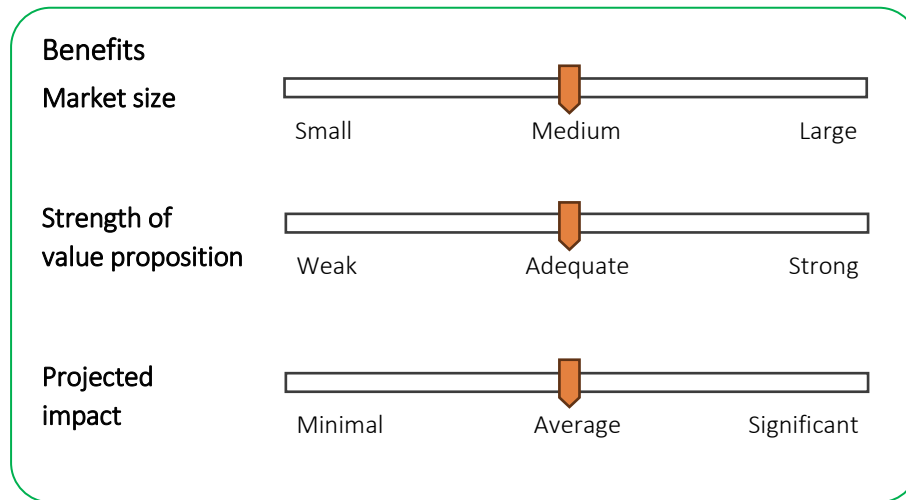 Benefits
Market size
Small Medium Large
Strength of
value proposition
Weak Adequate Strong
Projected
impact
Minimal Average Significant